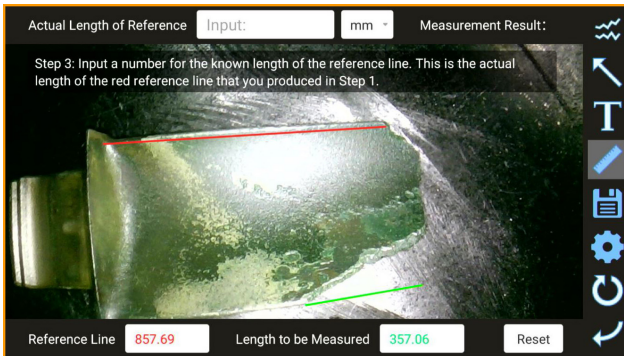 Actual Length of Reference Input: mm Measurement Result:
Step 3: Input a number for the known length of the reference line. This is the actual
length of the red reference line that you produced in Step 1.
T
Reference Line 857.69 Length to be Measured 357.06 Reset